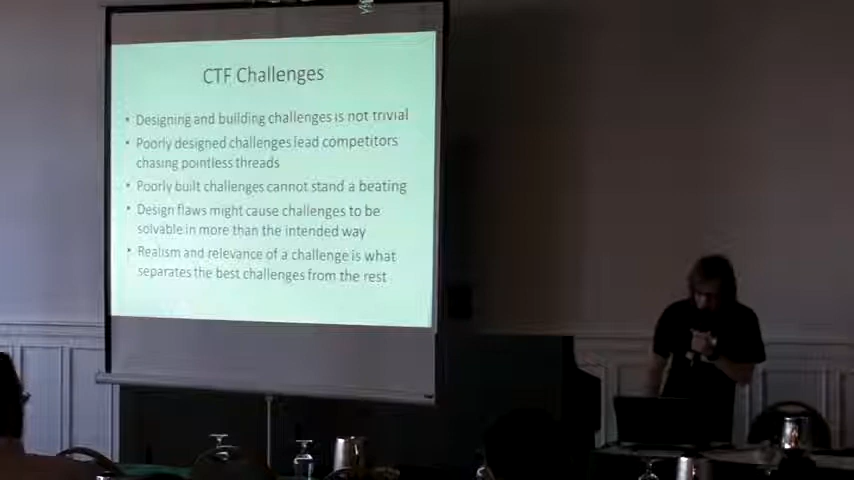 CTF Challenges
• Designing and building challenges is not trivial
• Poorly designed challenges lead competitors
chasing pointless threads
• Poorly built challenges cannot stand a beating
• Design flaws might cause challenges to be
solvable in more than the intended way
• Realism and relevance of a challenge is what
separates the best challenges from the rest